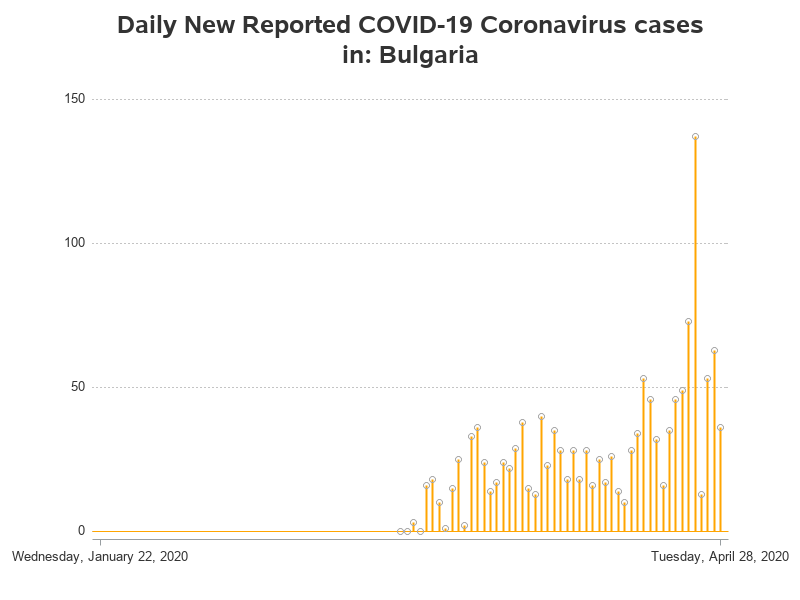 Daily New Reported COVID-19 Coronavirus cases
in: Bulgaria
150
100
50
0
Wednesday, January 22, 2020
Tuesday, April 28, 2020